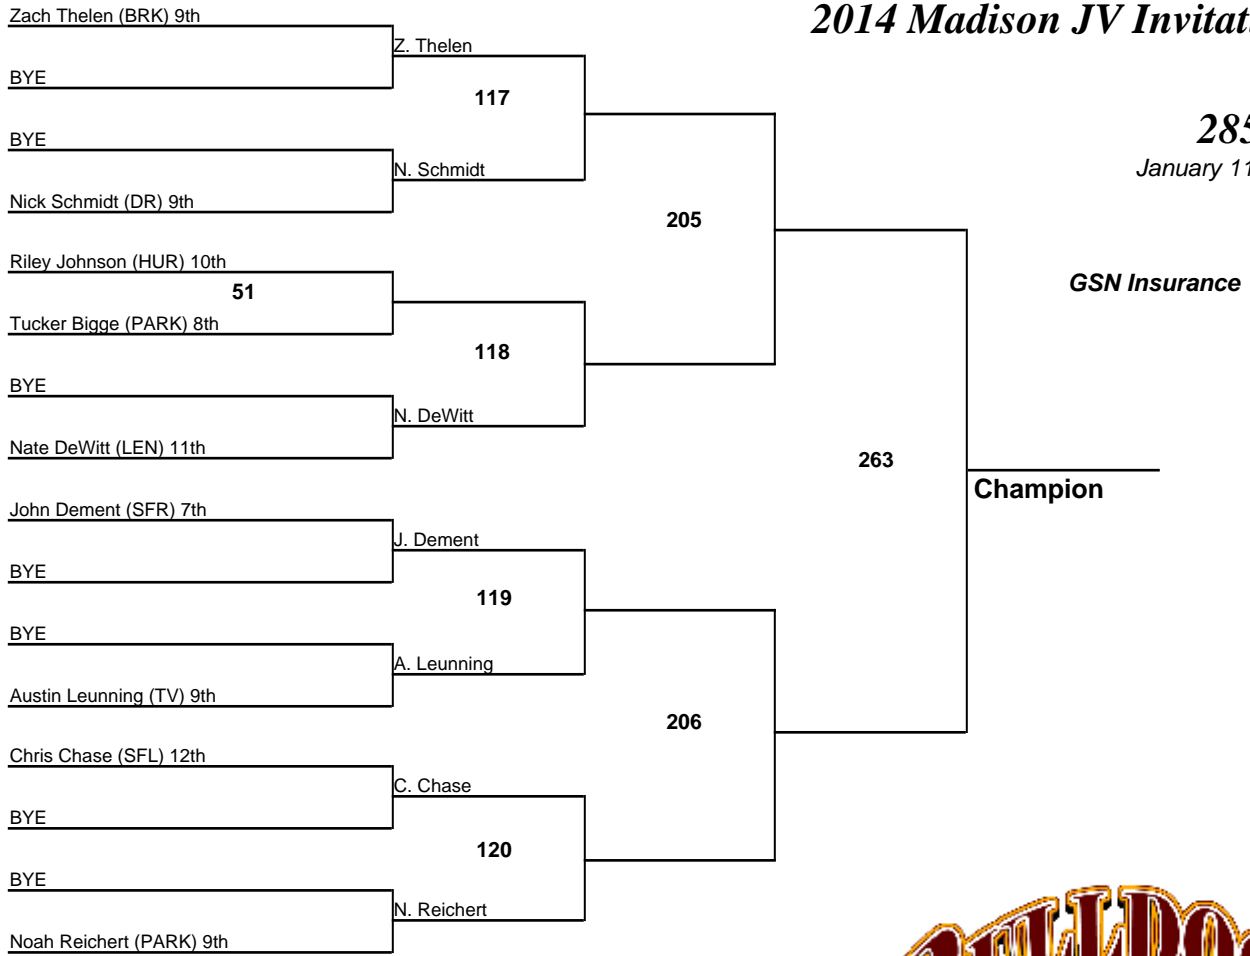 2014 Madison JV Invitat
285
January 11
GSN Insurance
Zach Thelen (BRK) 9th
Z. Thelen
BYE
117
BYE
N. Schmidt
Nick Schmidt (DR) 9th
205
Riley Johnson (HUR) 10th
51
Tucker Bigge (PARK) 8th
118
BYE
N. DeWitt
Nate DeWitt (LEN) 11th
263
Champion
John Dement (SFR) 7th
J. Dement
BYE
119
BYE
A. Leunning
Austin Leunning (TV) 9th
206
Chris Chase (SFL) 12th
C. Chase
BYE
120
BYE
N. Reichert
Noah Reichert (PARK) 9th